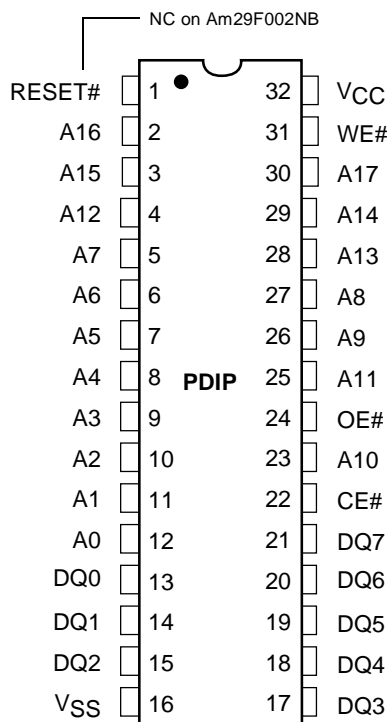 NC on Am29F002NB
RESET# 1 32 VCC
A16 2 31 WE#
A15 3 30 A17
A12 4 29 A14
A7 5 28 A13
A6 6 27 A8
A5 7 26 A9
A4 8 PDIP 25 A11
A3 9 24 OE#
A2 10 23 A10
A1 11 22 CE#
A0 12 21 DQ7
DQ0 13 20 DQ6
DQ1 14 19 DQ5
DQ2 15 18 DQ4
VSS 16 17 DQ3